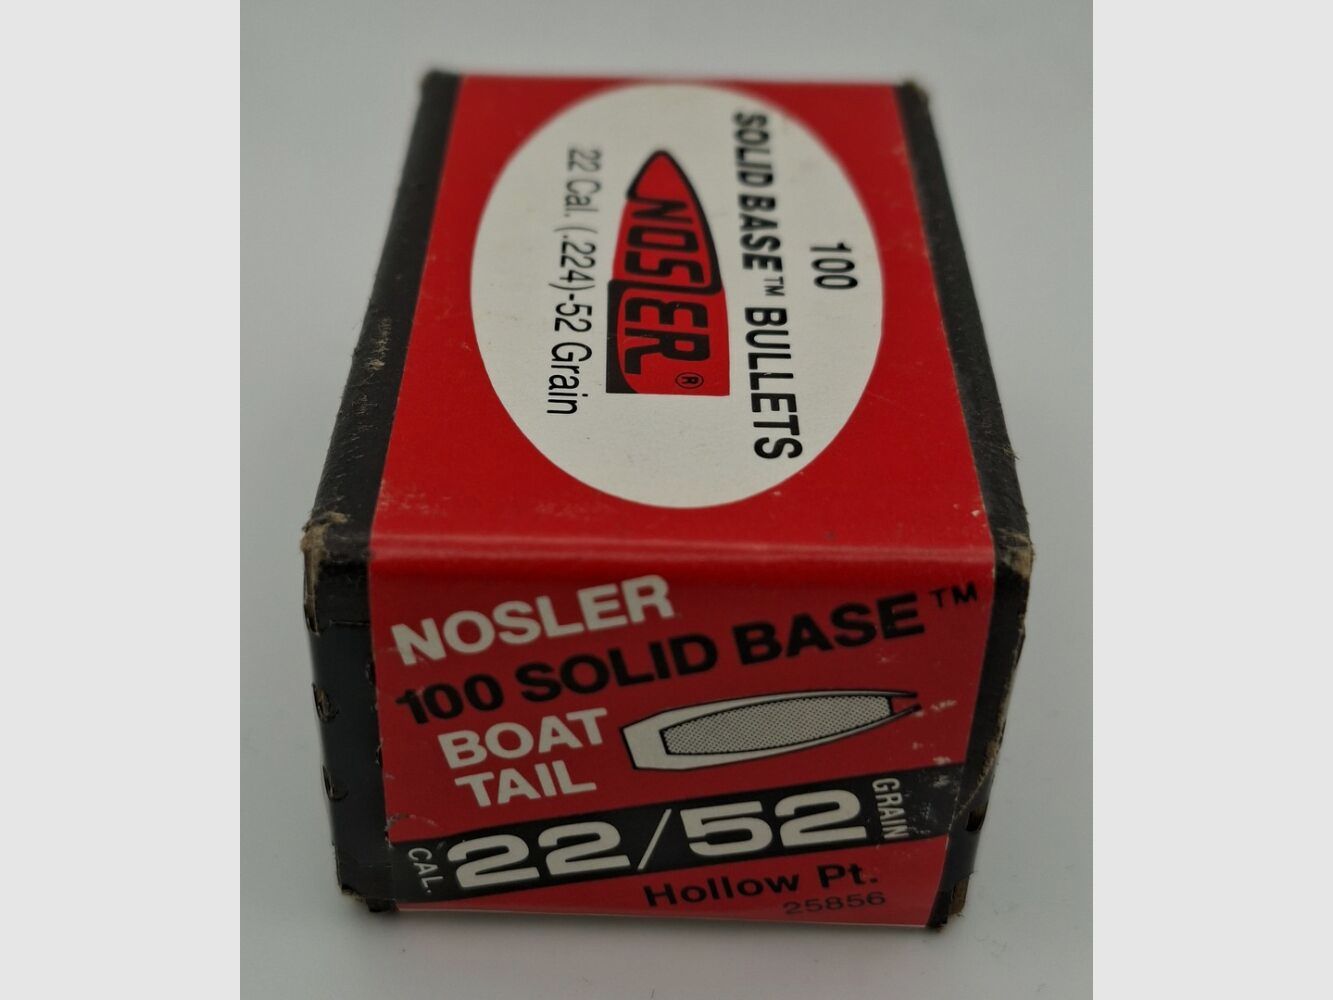 100
SOLID BASE™ BULLETS
NOSLER®
22 Cal. (.224)-52 Grain
NOSLER
100 SOLID BASE™
BOAT
TAIL
CAL. 22/52 GRAIN
Hollow Pt.
25856